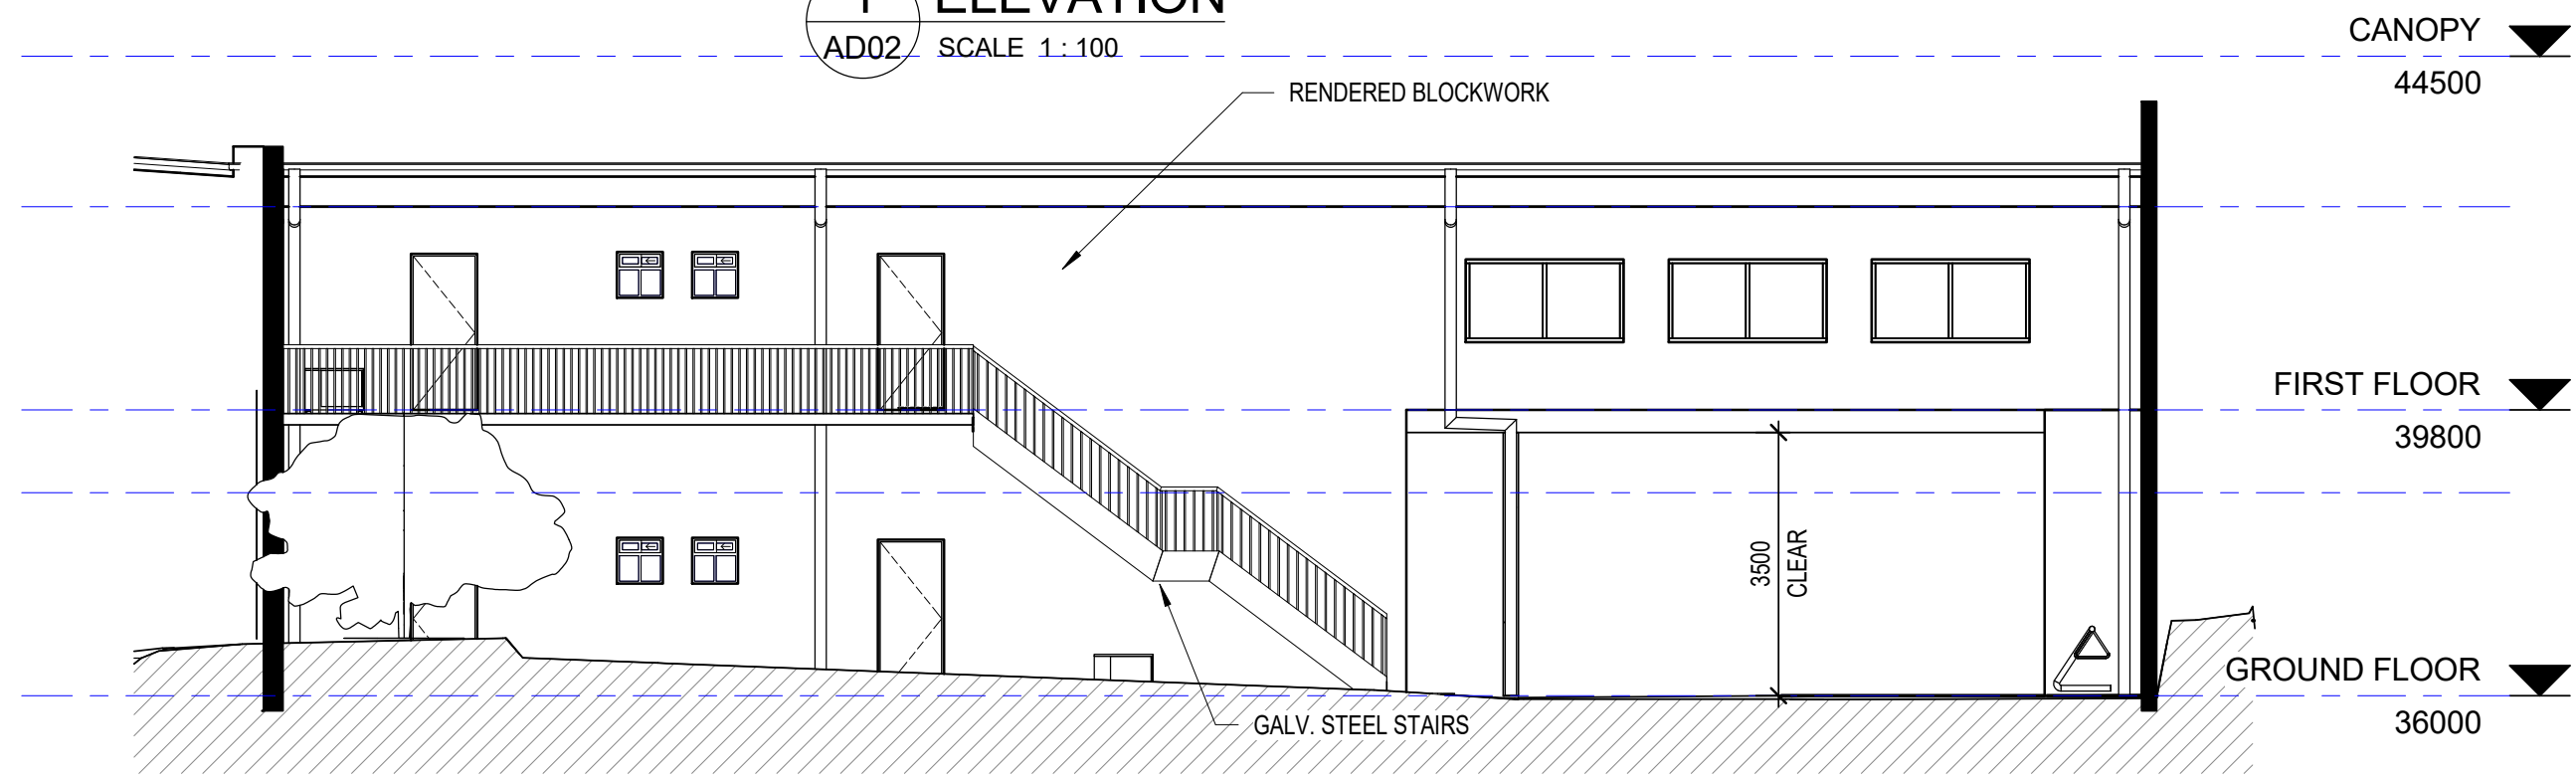 1
ELEVATION
AD02
SCALE 1 : 100
CANOPY
44500
RENDERED BLOCKWORK
FIRST FLOOR
39800
3500
CLEAR
GROUND FLOOR
36000
GALV. STEEL STAIRS